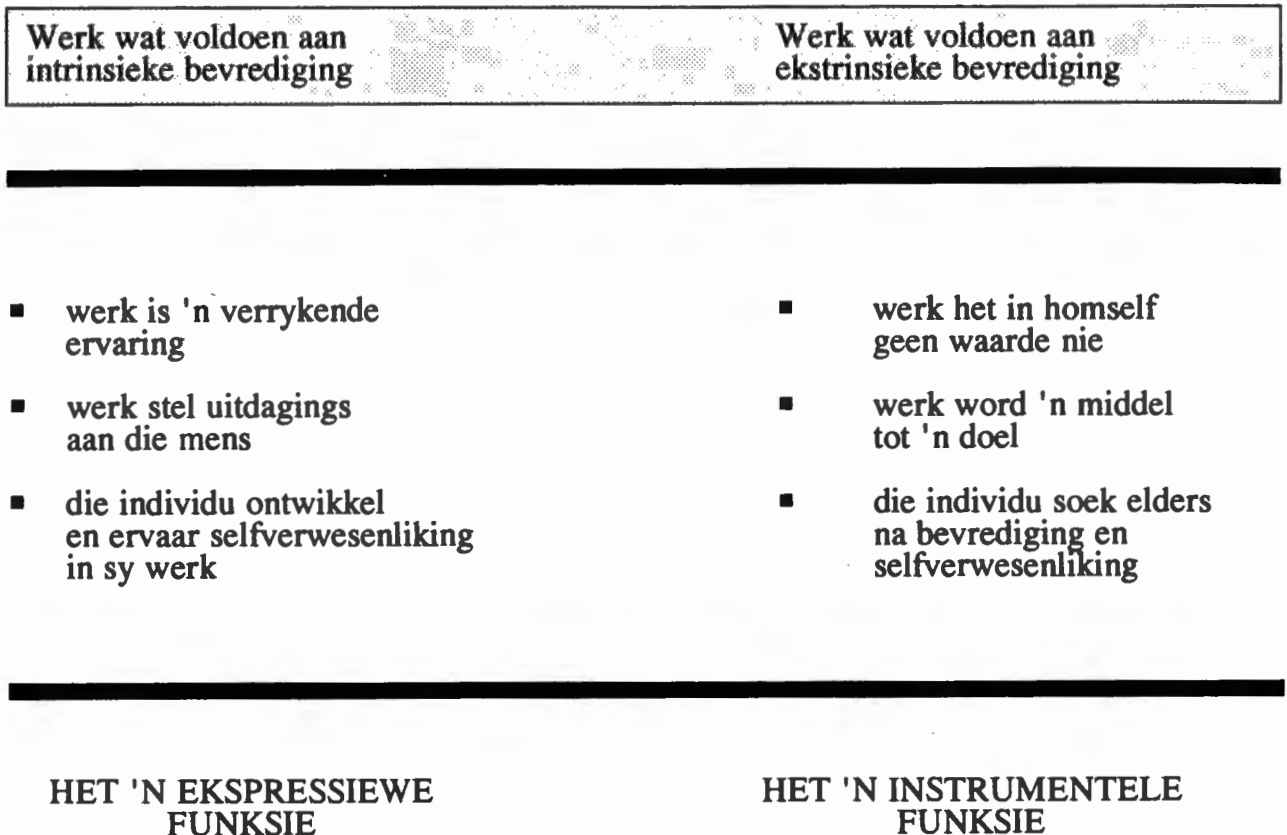 Werk wat voldoen aan
intrinsieke bevrediging
Werk wat voldoen aan
ekstrinsieke bevrediging
▪ werk is 'n verrykende
ervaring
▪ werk stel uitdagings
aan die mens
▪ die individu ontwikkel
en ervaar selfverwesenliking
in sy werk
▪ werk het in homself
geen waarde nie
▪ werk word 'n middel
tot 'n doel
▪ die individu soek elders
na bevrediging en
selfverwesenliking
HET 'N EKSPRESSIEWE
FUNKSIE
HET 'N INSTRUMENTELE
FUNKSIE